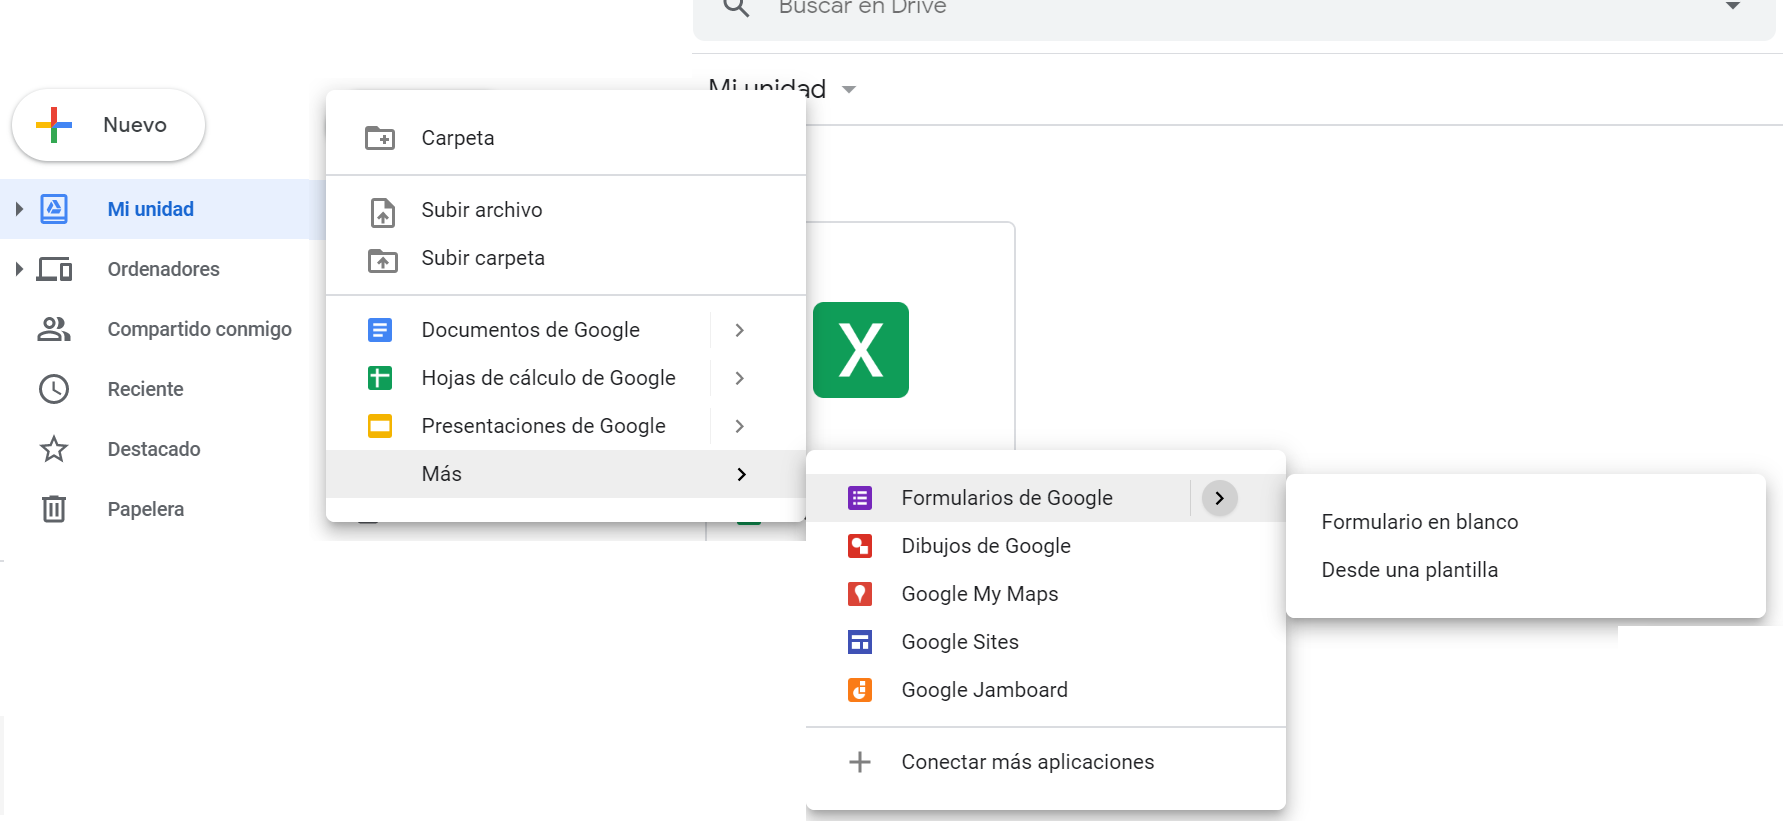 Buscar en Drive
Mi unidad
Nuevo
Mi unidad
Ordenadores
Compartido conmigo
Reciente
Destacado
Papelera
Carpeta
Subir archivo
Subir carpeta
Documentos de Google
Hojas de cálculo de Google
Presentaciones de Google
Más
X
Formularios de Google
Dibujos de Google
Google My Maps
Google Sites
Google Jamboard
Conectar más aplicaciones
Formulario en blanco
Desde una plantilla